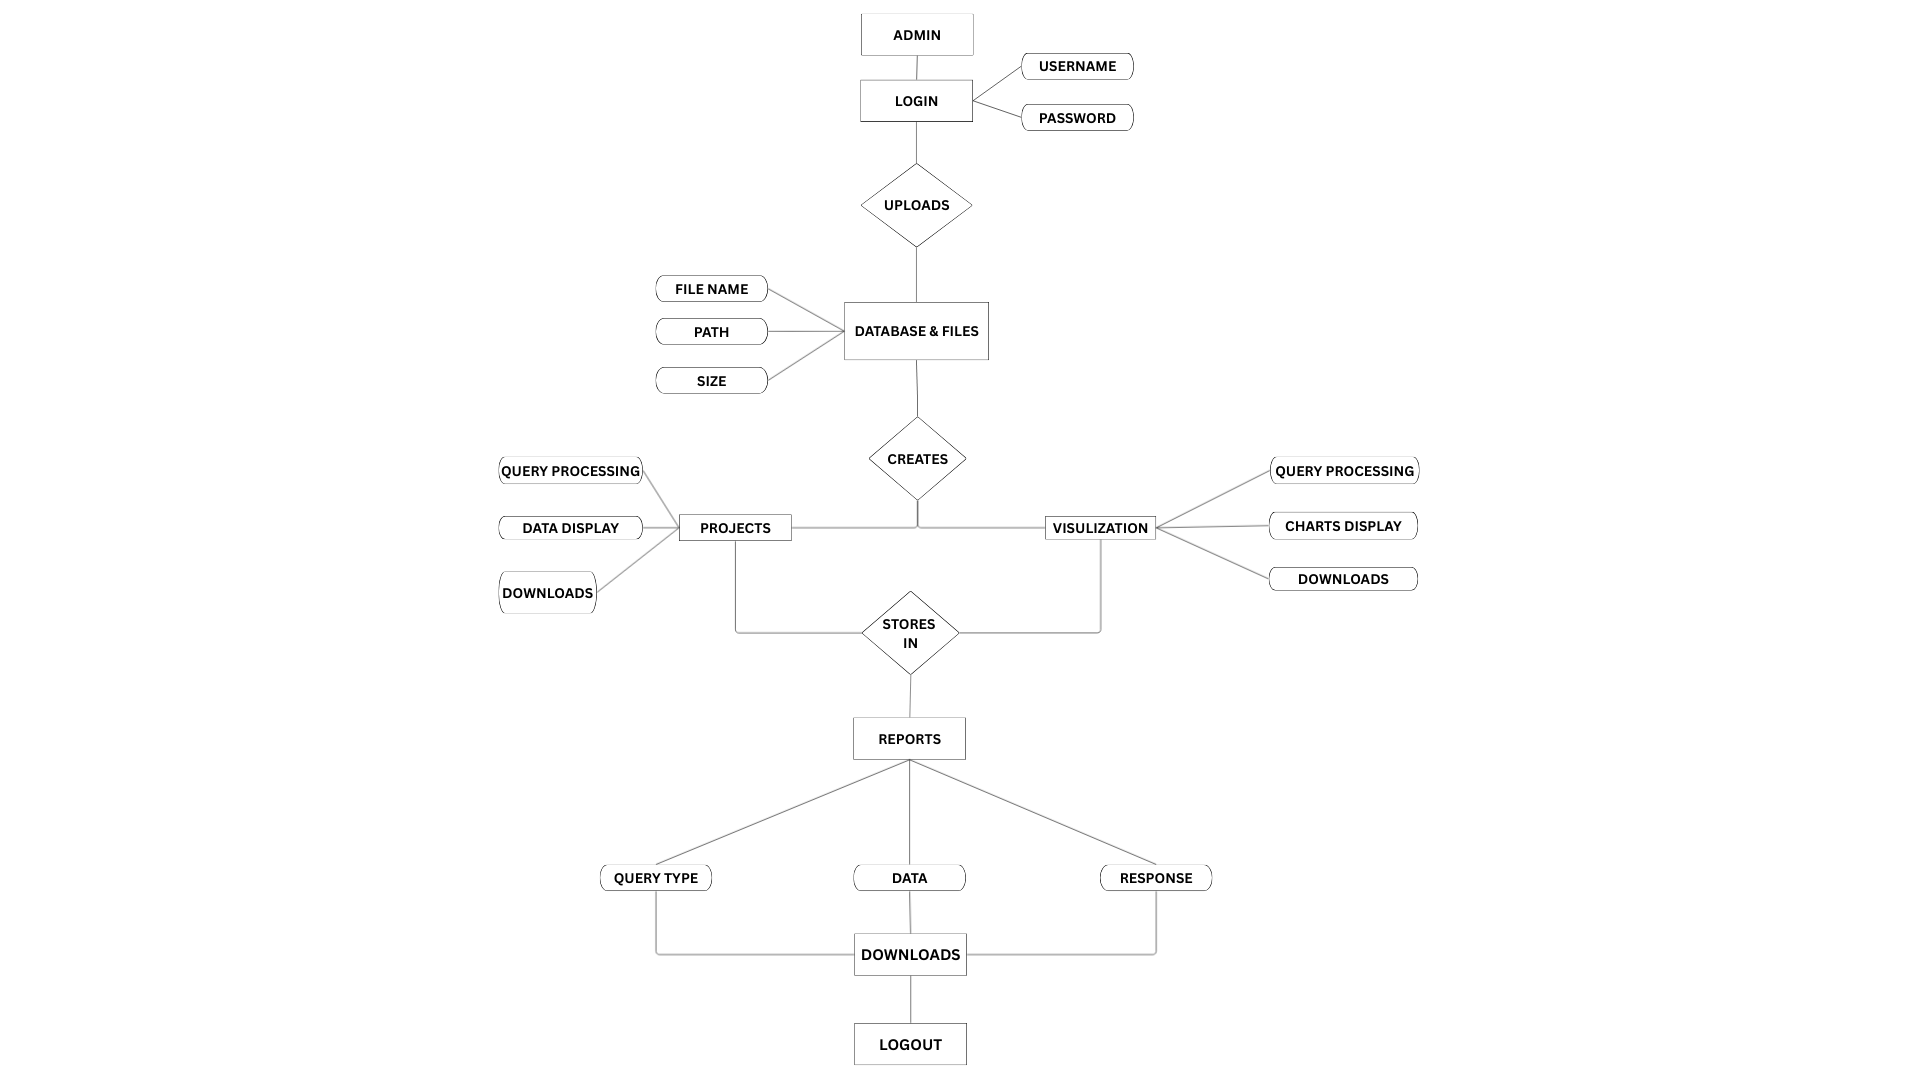 ADMIN
USERNAME
LOGIN
PASSWORD
UPLOADS
FILE NAME
PATH
DATABASE & FILES
SIZE
CREATES
QUERY PROCESSING
QUERY PROCESSING
DATA DISPLAY
PROJECTS
VISULIZATION
CHARTS DISPLAY
DOWNLOADS
DOWNLOADS
STORES
IN
REPORTS
QUERY TYPE
DATA
RESPONSE
DOWNLOADS
LOGOUT